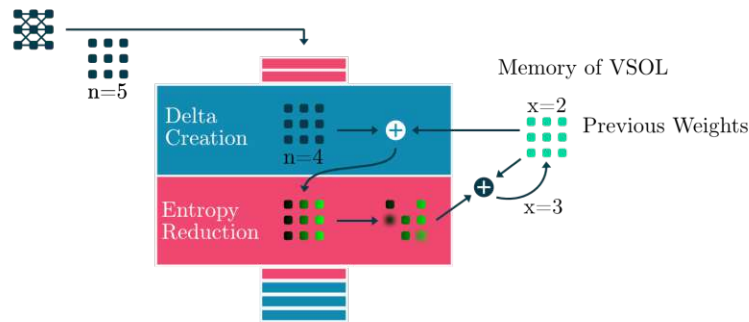 n=5
Memory of VSOL
Delta
Creation
n=4
x=2
Previous Weights
Entropy
Reduction
x=3